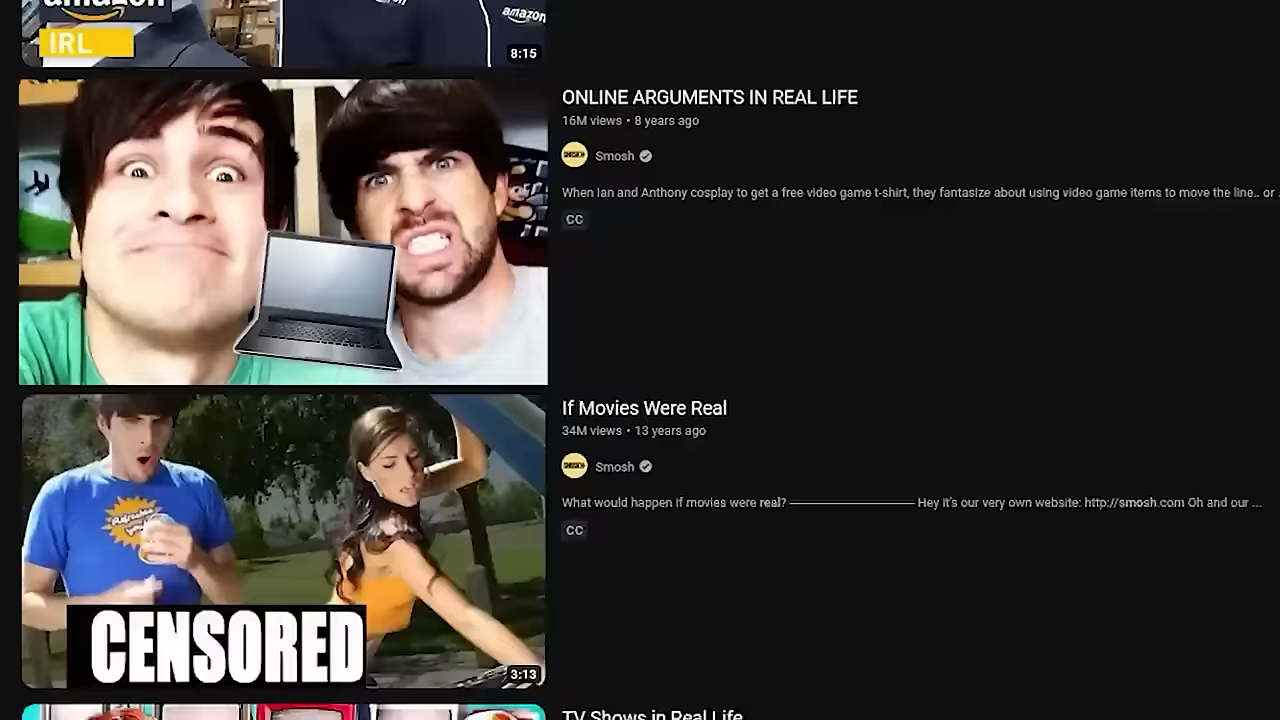 amazon
amazon
IRL
8:15
ONLINE ARGUMENTS IN REAL LIFE
16M views • 8 years ago
Smosh
When Ian and Anthony cosplay to get a free video game t-shirt, they fantasize about using video game items to move the line.. or
CC
If Movies Were Real
34M views • 13 years ago
Smosh
What would happen if movies were real? ————————— Hey it's our very own website: http://smosh.com Oh and our ...
CC
CENSORED
3:13
TV Shows in Real Life